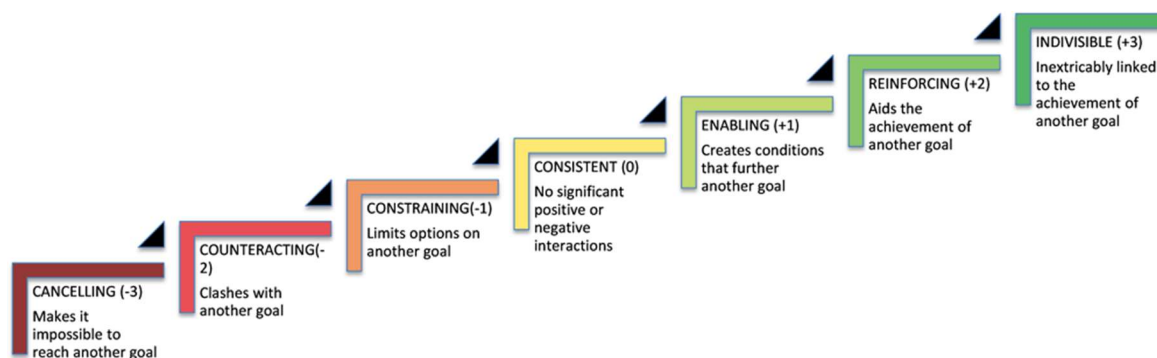 CANCELLING (-3)
Makes it
impossible to
reach another goal
COUNTERACTING(-
2)
Clashes with
another goal
CONSTRAINING(-1)
Limits options on
another goal
CONSISTENT (0)
No significant
positive or
negative
interactions
ENABLING (+1)
Creates conditions
that further
another goal
REINFORCING (+2)
Aids the
achievement of
another goal
INDIVISIBLE (+3)
Inextricably linked
to the
achievement of
another goal